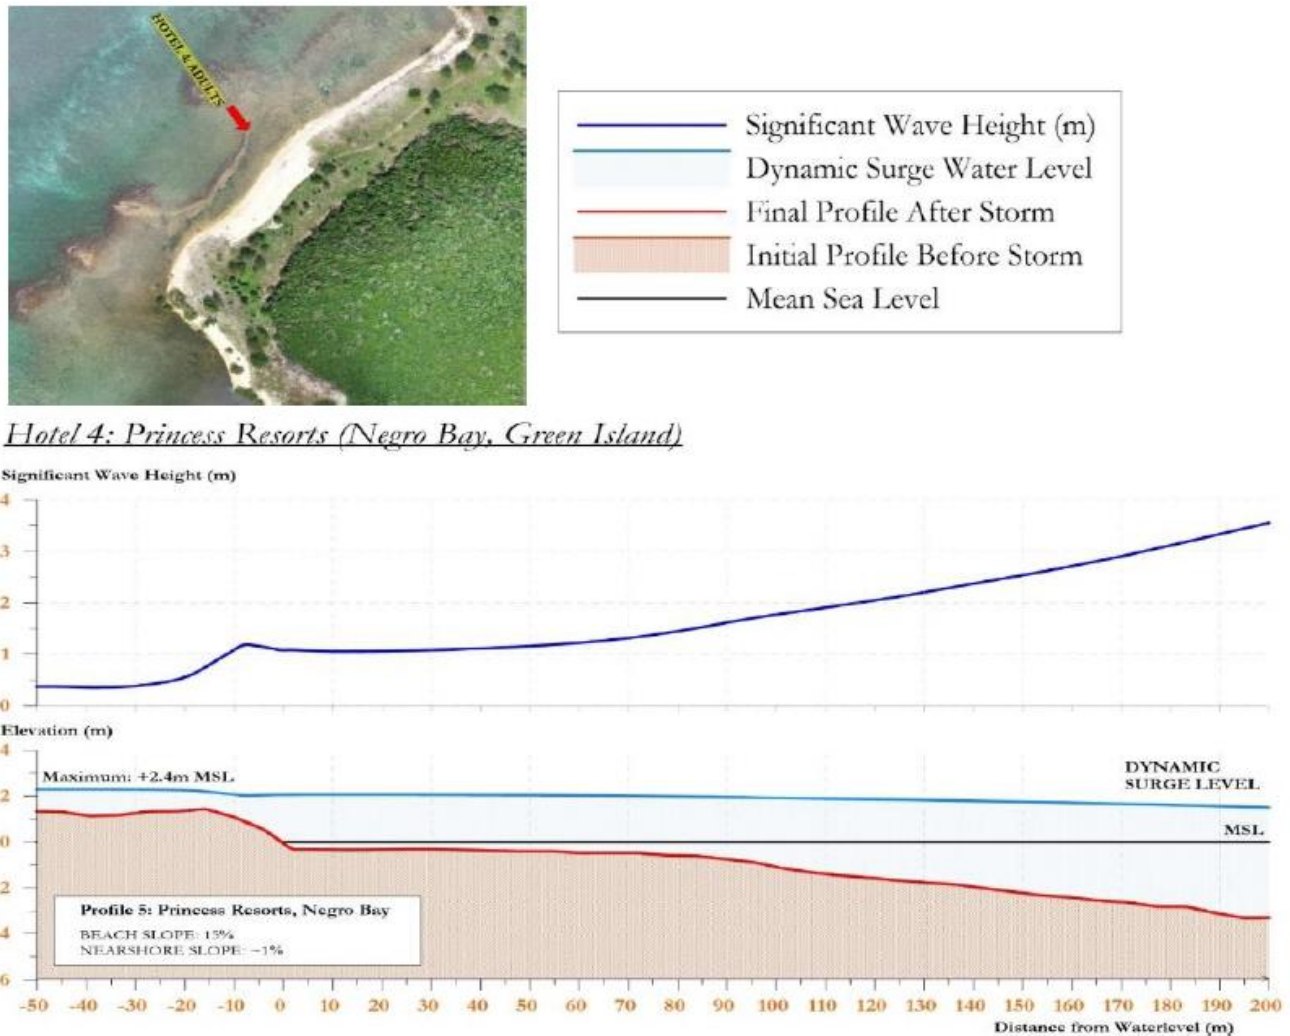 HOTEL 4 ADULTS
Significant Wave Height (m)
Dynamic Surge Water Level
Final Profile After Storm
Initial Profile Before Storm
Mean Sea Level
Hotel 4: Princess Resorts (Negro Bay, Green Island)
Significant Wave Height (m)
4
3
2
1
0
Elevation (m)
4
Maximum: +2.4m MSL
DYNAMIC
SURGE LEVEL
2
0
MSL
2
4
6
Profile 5: Princess Resorts, Negro Bay
BEACH SLOPE: 15%
NEARSHORE SLOPE: ~1%
-50 -40 -30 -20 -10 0 10 20 30 40 50 60 70 80 90 100 110 120 130 140 150 160 170 180 190 200
Distance from Waterlevel (m)